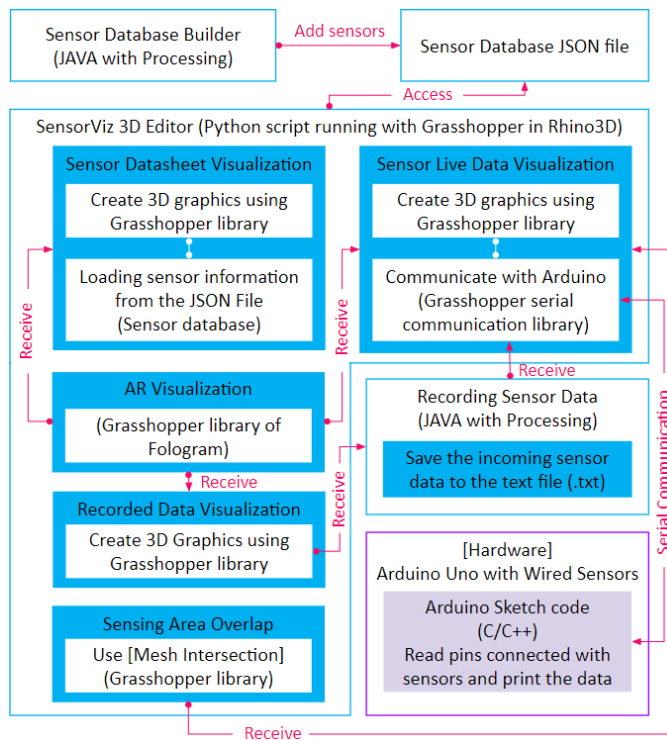 Sensor Database Builder
(JAVA with Processing)
Add sensors
Sensor Database JSON file
Access
SensorViz 3D Editor (Python script running with Grasshopper in Rhino3D)
Sensor Datasheet Visualization
Create 3D graphics using
Grasshopper library
Loading sensor information
from the JSON File
(Sensor database)
Sensor Live Data Visualization
Create 3D graphics using
Grasshopper library
Communicate with Arduino
(Grasshopper serial
communication library)
Receive
Receive
AR Visualization
(Grasshopper library of
Fologram)
Receive
Recorded Data Visualization
Create 3D Graphics using
Grasshopper library
Receive
Receive
Recording Sensor Data
(JAVA with Processing)
Save the incoming sensor
data to the text file (.txt)
Serial Communication
[Hardware]
Arduino Uno with Wired Sensors
Arduino Sketch code
(C/C++)
Read pins connected with
sensors and print the data
Sensing Area Overlap
Use [Mesh Intersection]
(Grasshopper library)
Receive